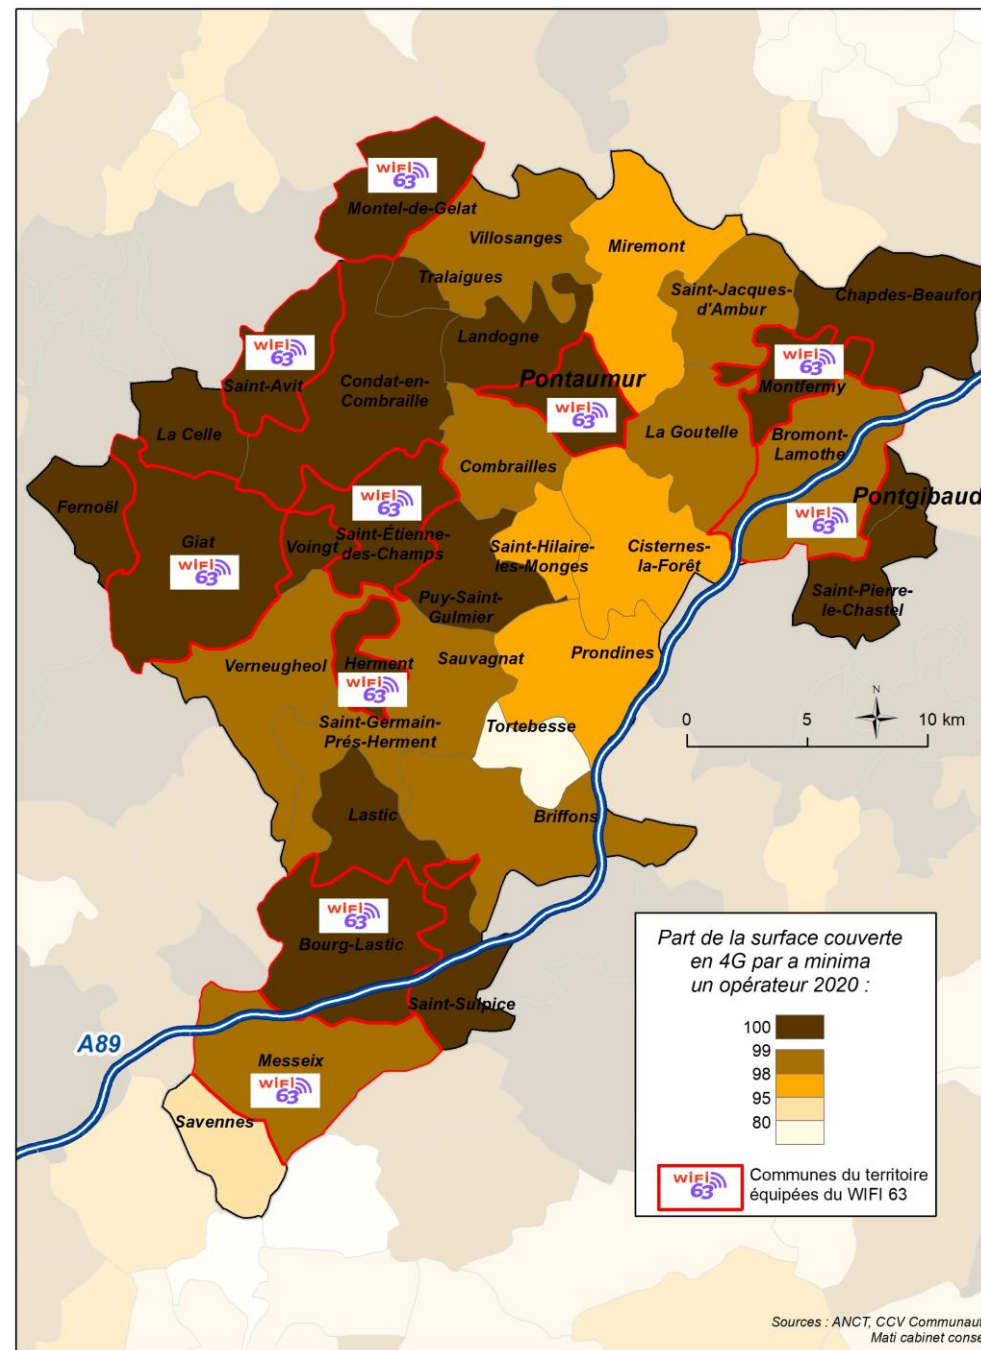 WiFi
63
Montel-de-Gelat
Villosanges
Miremont
Tralaigues
Saint-Jacques-
d'Ambur
Chapdes-Beaufort
Landogne
WiFi
63
Saint-Avit
Condat-en-
Combraille
Pontaumur
WiFi
63
WiFi
63
Montfermy
La Celle
La Goutelle
Bromont-
Lamothe
Combrailles
Fernoël
WiFi
63
Pontgibaud
Giat
WiFi
63
Voingt
Saint-Étienne-
des-Champs
Saint-Hilaire-
les-Monges
Cisternes-
la-Forêt
WiFi
63
Puy-Saint-
Gulmier
Saint-Pierre-
le-Chastel
Verneugheol
Herment
WiFi
63
Sauvagnat
Prondines
Saint-Germain-
Prés-Herment
Tortebesse
N
0 5 10 km
Lastic
Briffons
WiFi
63
Bourg-Lastic
Saint-Sulpice
A89
Messeix
WiFi
63
Savennes
Part de la surface couverte
en 4G par a minima
un opérateur 2020 :
100
99
98
95
80
WiFi
63
Communes du territoire
équipées du WIFI 63
Sources : ANCT, CCV Communaut
Mati cabinet conse